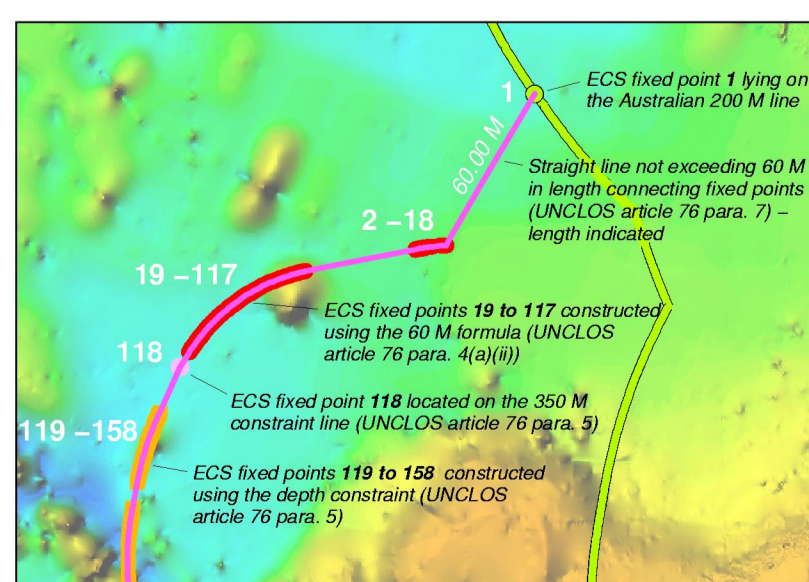 1
ECS fixed point 1 lying on
the Australian 200 M line
60.00 M
Straight line not exceeding 60 M
in length connecting fixed points
(UNCLOS article 76 para. 7) –
length indicated
2 –18
19 –117
ECS fixed points 19 to 117 constructed
using the 60 M formula (UNCLOS
article 76 para. 4(a)(ii))
118
ECS fixed point 118 located on the 350 M
constraint line (UNCLOS article 76 para. 5)
119 –158
ECS fixed points 119 to 158 constructed
using the depth constraint (UNCLOS
article 76 para. 5)